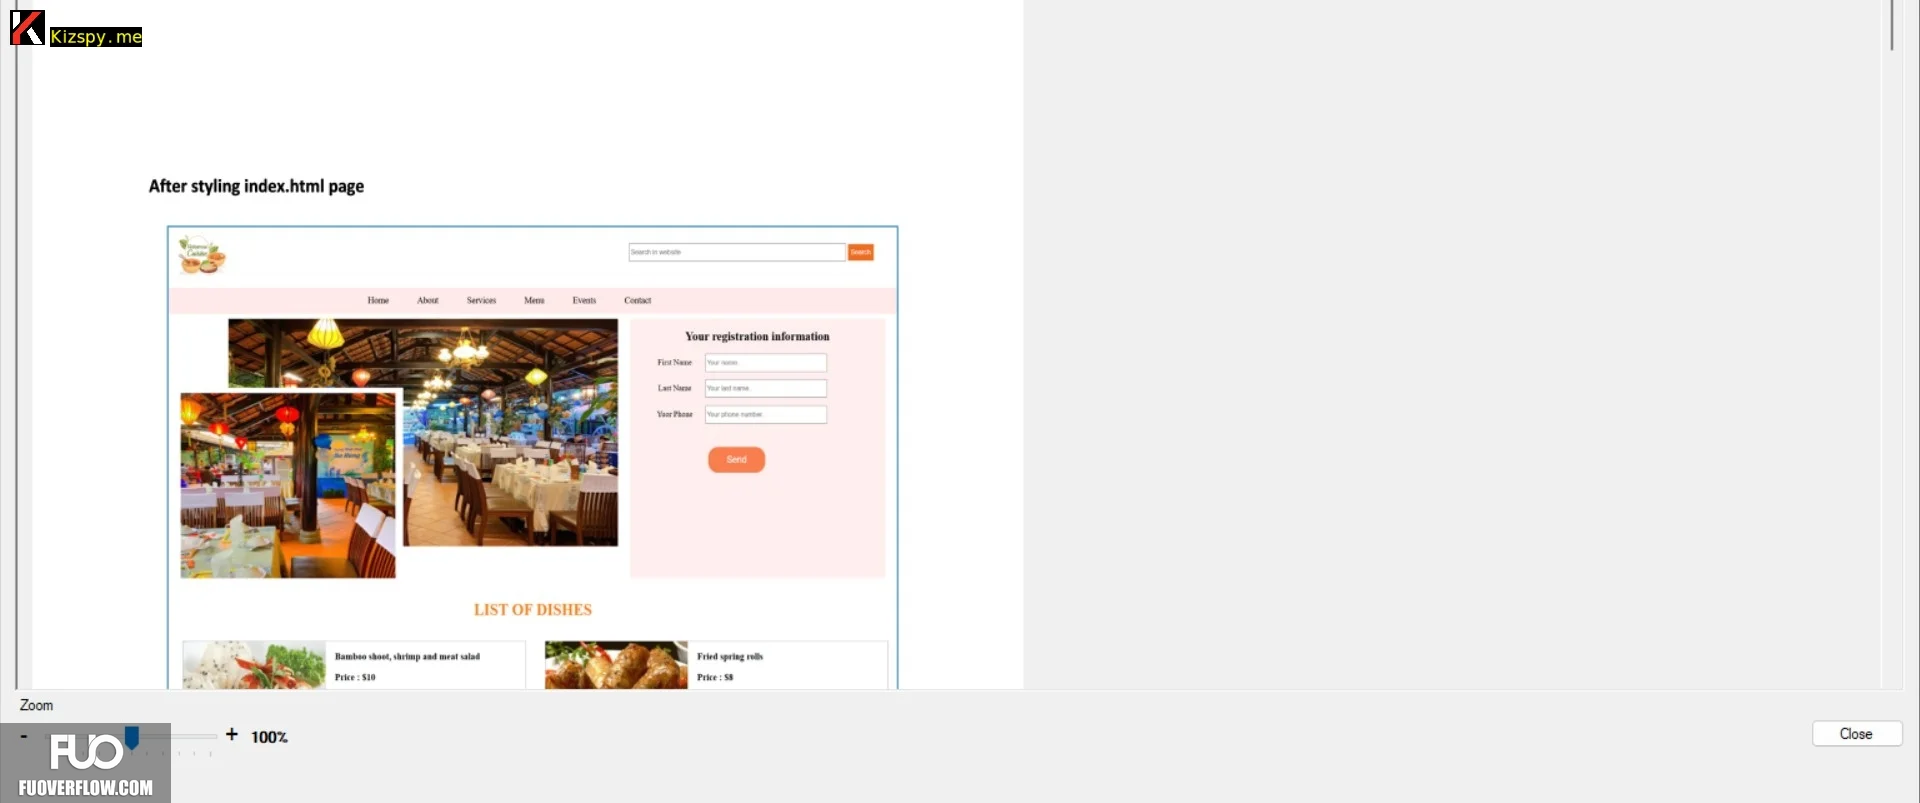 Kizspy.me
After styling index.html page
Cuisine
Search in website
Search
Home About Services Menu Events Contact
Your registration information
First Name
Your name
Last Name
Your last name
Your Phone
Your phone number
Send
LIST OF DISHES
Bamboo shoot, shrimp and meat salad
Price : $10
Fried spring rolls
Price : $8
Zoom
- + 100%
Close
FUO
FUOVERFLOW.COM